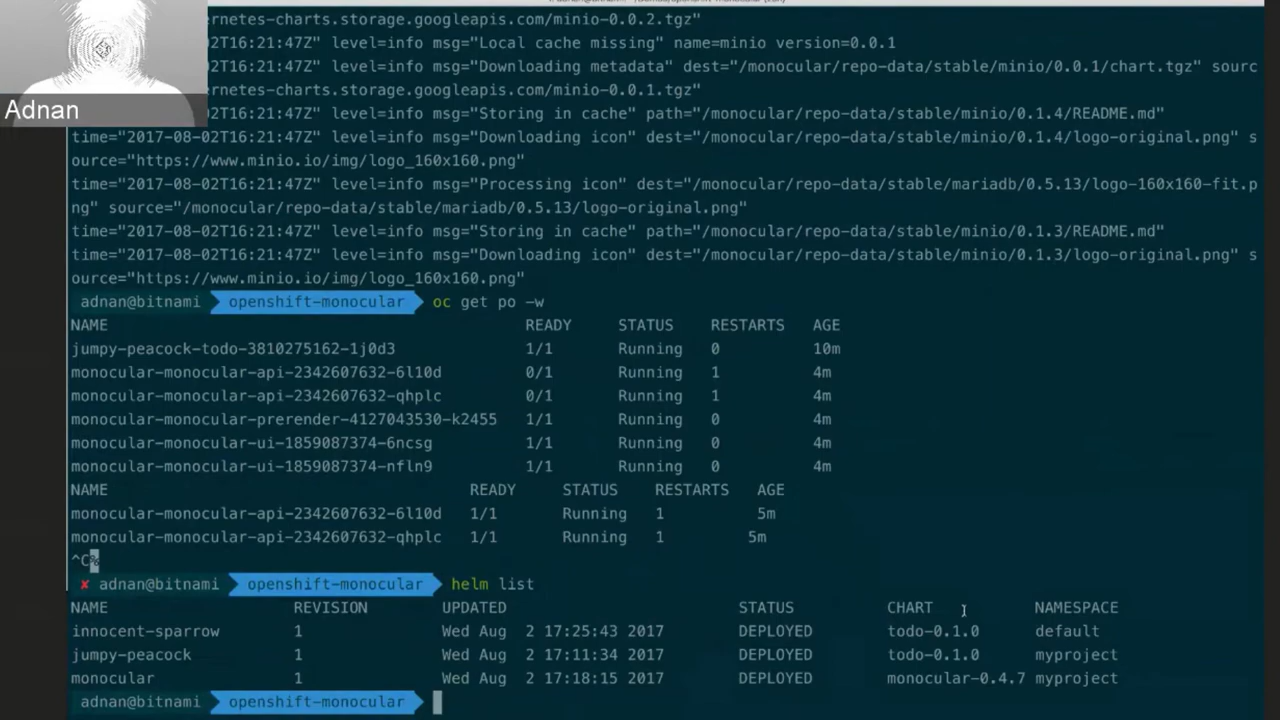 ernetes-charts.storage.googleapis.com/minio-0.0.2.tgz"
02T16:21:47Z" level=info msg="Local cache missing" name=minio version=0.0.1
02T16:21:47Z" level=info msg="Downloading metadata" dest="/monocular/repo-data/stable/minio/0.0.1/chart.tgz" sourc
ernetes-charts.storage.googleapis.com/minio-0.0.1.tgz"
02T16:21:47Z" level=info msg="Storing in cache" path="/monocular/repo-data/stable/minio/0.1.4/README.md"
Adnan
time="2017-08-02T16:21:47Z" level=info msg="Downloading icon" dest="/monocular/repo-data/stable/minio/0.1.4/logo-original.png" s
ource="https://www.minio.io/img/logo_160x160.png"
time="2017-08-02T16:21:47Z" level=info msg="Processing icon" dest="/monocular/repo-data/stable/mariadb/0.5.13/logo-160x160-fit.p
ng" source="/monocular/repo-data/stable/mariadb/0.5.13/logo-original.png"
time="2017-08-02T16:21:47Z" level=info msg="Storing in cache" path="/monocular/repo-data/stable/minio/0.1.3/README.md"
time="2017-08-02T16:21:47Z" level=info msg="Downloading icon" dest="/monocular/repo-data/stable/minio/0.1.3/logo-original.png" s
ource="https://www.minio.io/img/logo_160x160.png"
adnan@bitnami openshift-monocular oc get po -w
NAME READY STATUS RESTARTS AGE
jumpy-peacock-todo-3810275162-1j0d3 1/1 Running 0 10m
monocular-monocular-api-2342607632-6l10d 0/1 Running 1 4m
monocular-monocular-api-2342607632-qhplc 0/1 Running 1 4m
monocular-monocular-prerender-4127043530-k2455 1/1 Running 0 4m
monocular-monocular-ui-1859087374-6ncsg 1/1 Running 0 4m
monocular-monocular-ui-1859087374-nfln9 1/1 Running 0 4m
NAME READY STATUS RESTARTS AGE
monocular-monocular-api-2342607632-6l10d 1/1 Running 1 5m
monocular-monocular-api-2342607632-qhplc 1/1 Running 1 5m
^C%
✘ adnan@bitnami openshift-monocular helm list
NAME REVISION UPDATED STATUS CHART NAMESPACE
innocent-sparrow 1 Wed Aug 2 17:25:43 2017 DEPLOYED todo-0.1.0 default
jumpy-peacock 1 Wed Aug 2 17:11:34 2017 DEPLOYED todo-0.1.0 myproject
monocular 1 Wed Aug 2 17:18:15 2017 DEPLOYED monocular-0.4.7 myproject
adnan@bitnami openshift-monocular